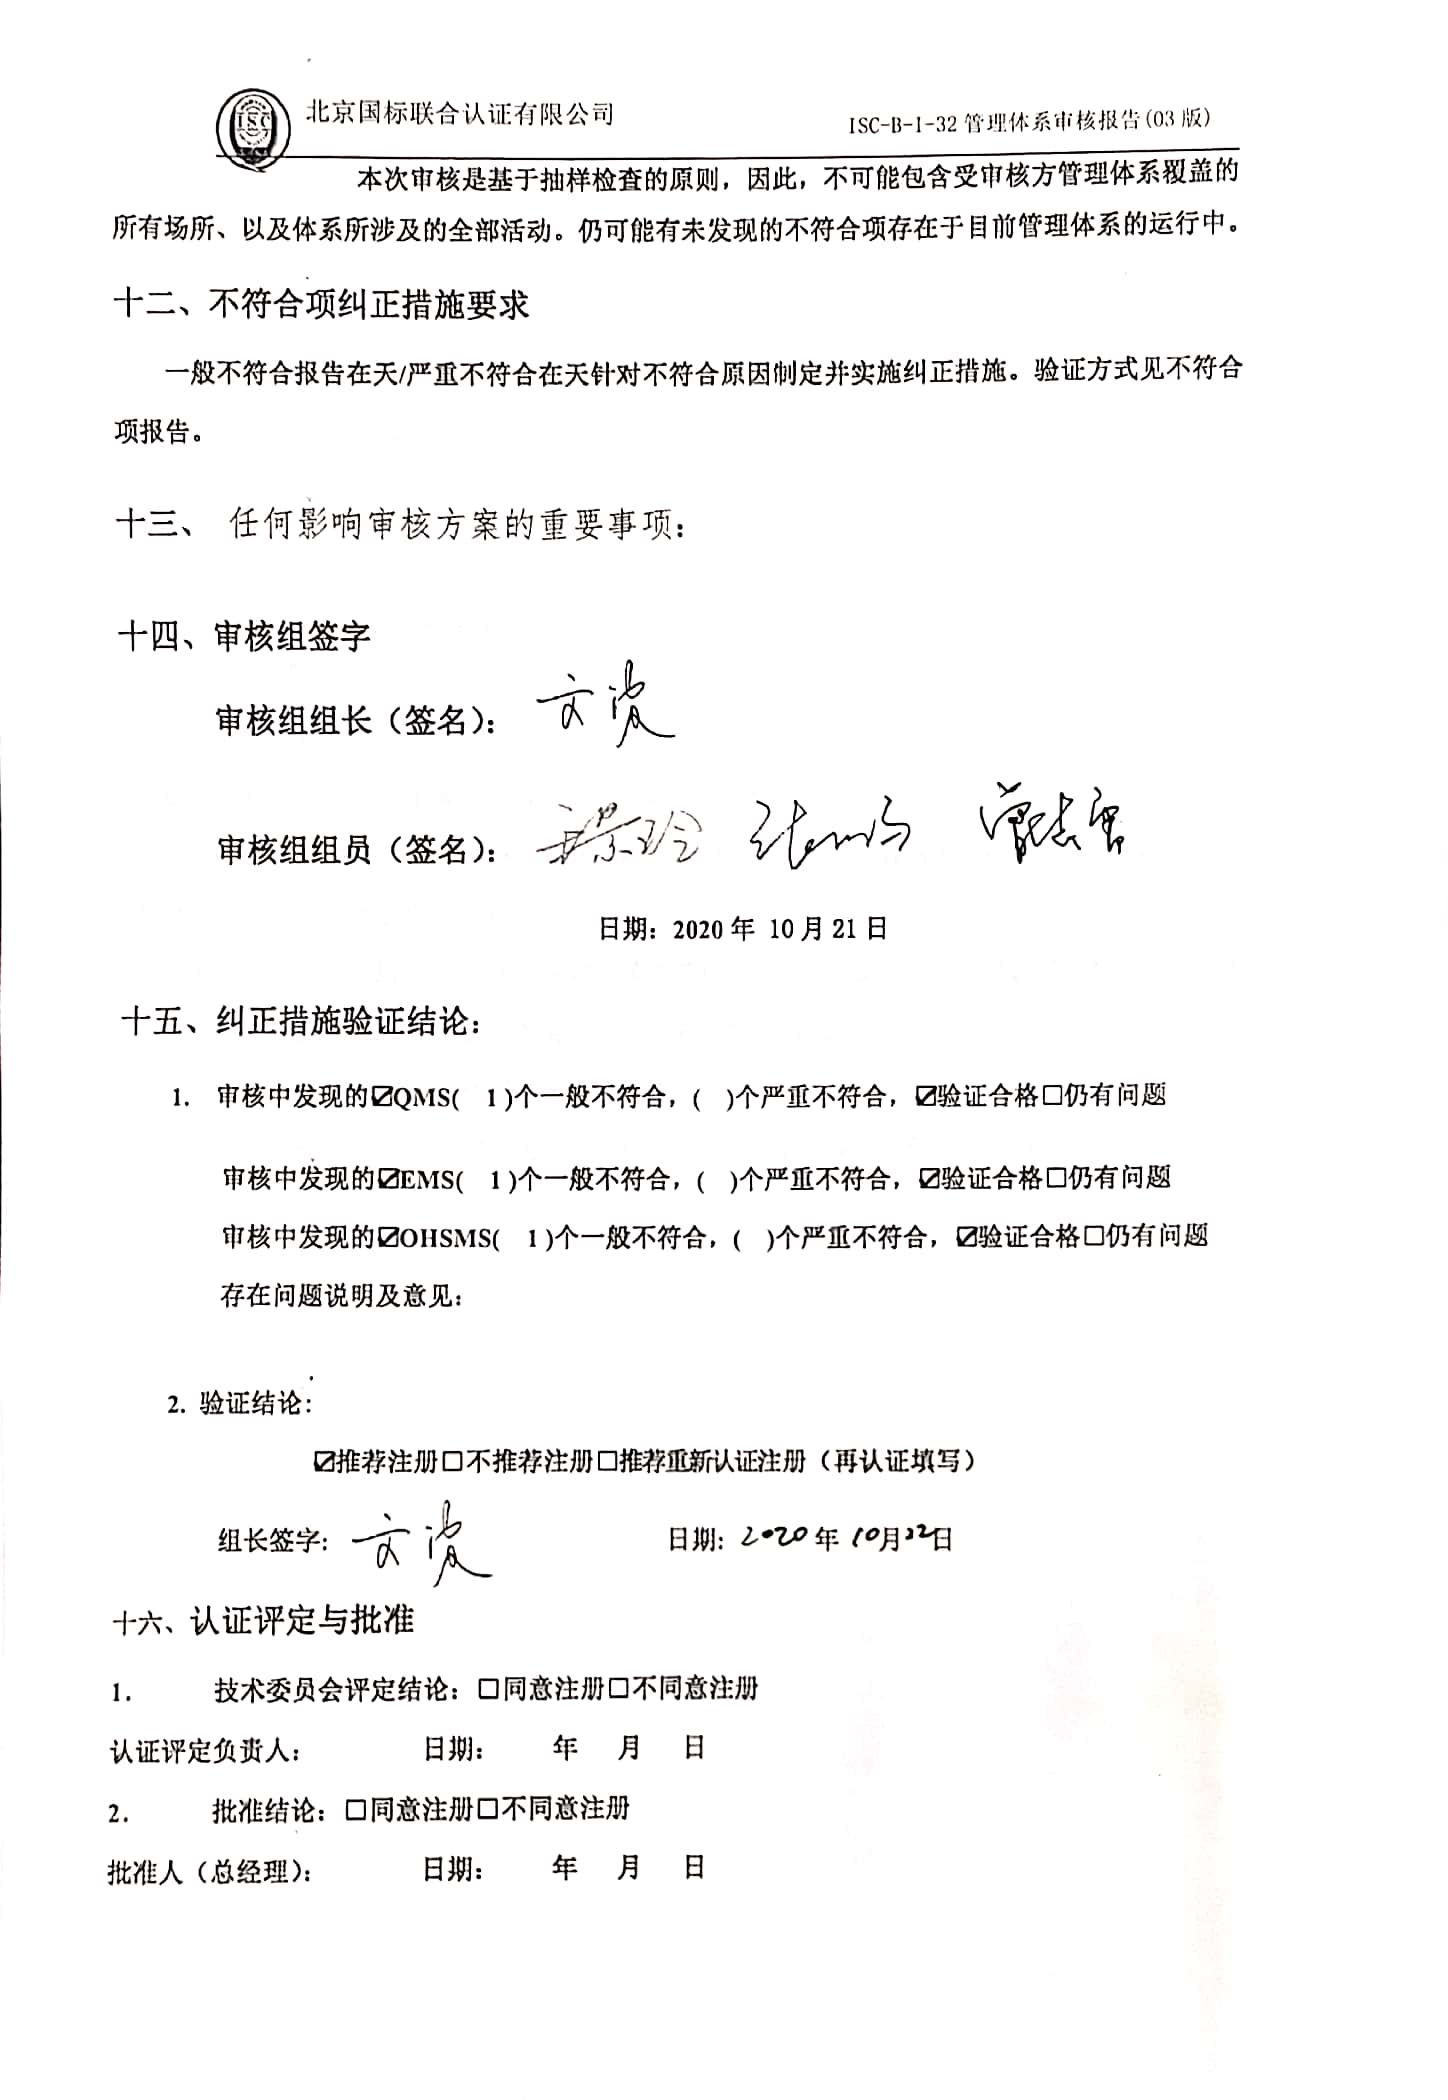 ISC
北京国标联合认证有限公司
ISC-B-I-32 管理体系审核报告(03 版)
本次审核是基于抽样检查的原则，因此，不可能包含受审核方管理体系覆盖的
所有场所、以及体系所涉及的全部活动。仍可能有未发现的不符合项存在于目前管理体系的运行中。
十二、不符合项纠正措施要求
一般不符合报告在天/严重不符合在天针对不符合原因制定并实施纠正措施。验证方式见不符合
项报告。
十三、 任何影响审核方案的重要事项：
十四、审核组签字
审核组组长（签名）： 文波
审核组组员（签名）：
日期：2020 年 10 月 21 日
十五、纠正措施验证结论：
1. 审核中发现的☑QMS( 1 )个一般不符合，( )个严重不符合，☑验证合格□仍有问题
审核中发现的☑EMS( 1 )个一般不符合，( )个严重不符合，☑验证合格□仍有问题
审核中发现的☑OHSMS( 1 )个一般不符合，( )个严重不符合，☑验证合格□仍有问题
存在问题说明及意见：
2. 验证结论：
☑推荐注册□不推荐注册□推荐重新认证注册（再认证填写）
组长签字： 文波 日期：2020 年 10月22日
十六、认证评定与批准
1. 技术委员会评定结论：□同意注册□不同意注册
认证评定负责人： 日期： 年 月 日
2. 批准结论：□同意注册□不同意注册
批准人（总经理）： 日期： 年 月 日